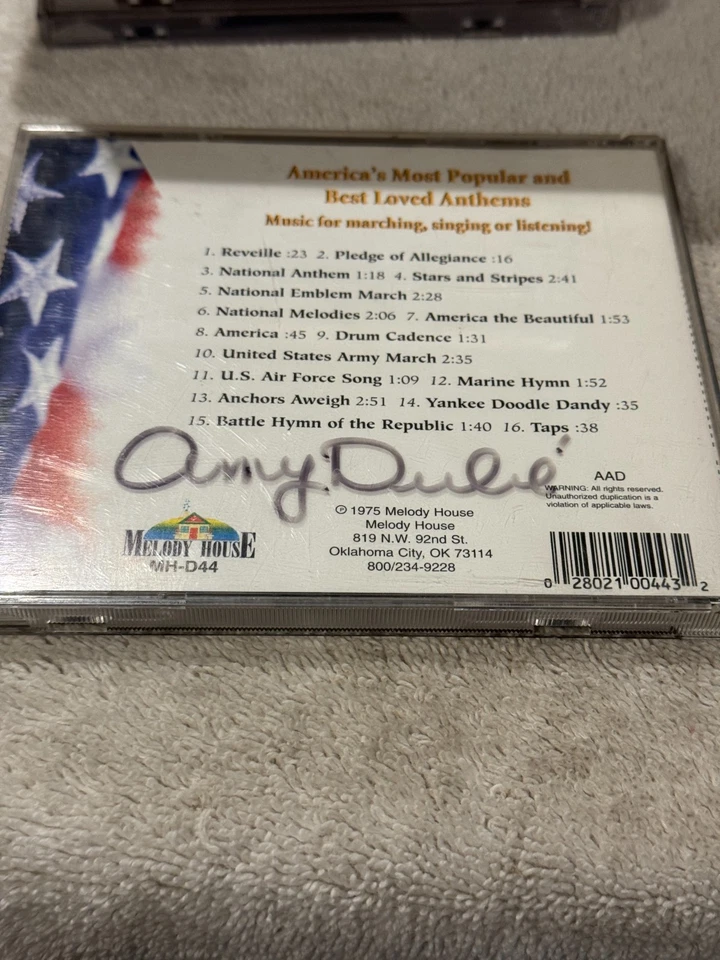 America's Most Popular and
Best Loved Anthems
Music for marching, singing or listening!
1. Reveille :23 2. Pledge of Allegiance :16
3. National Anthem 1:18 4. Stars and Stripes 2:41
5. National Emblem March 2:28
6. National Melodies 2:06 7. America the Beautiful 1:53
8. America :45 9. Drum Cadence 1:31
10. United States Army March 2:35
11. U.S. Air Force Song 1:09 12. Marine Hymn 1:52
13. Anchors Aweigh 2:51 14. Yankee Doodle Dandy :35
15. Battle Hymn of the Republic 1:40 16. Taps :38
Amy
AAD
WARNING: All rights reserved.
Unauthorized duplication is a
violation of applicable laws.
MELODY HOUSE
MH-D44
℗ 1975 Melody House
Melody House
819 N.W. 92nd St.
Oklahoma City, OK 73114
800/234-9228
0 28021 00443 2